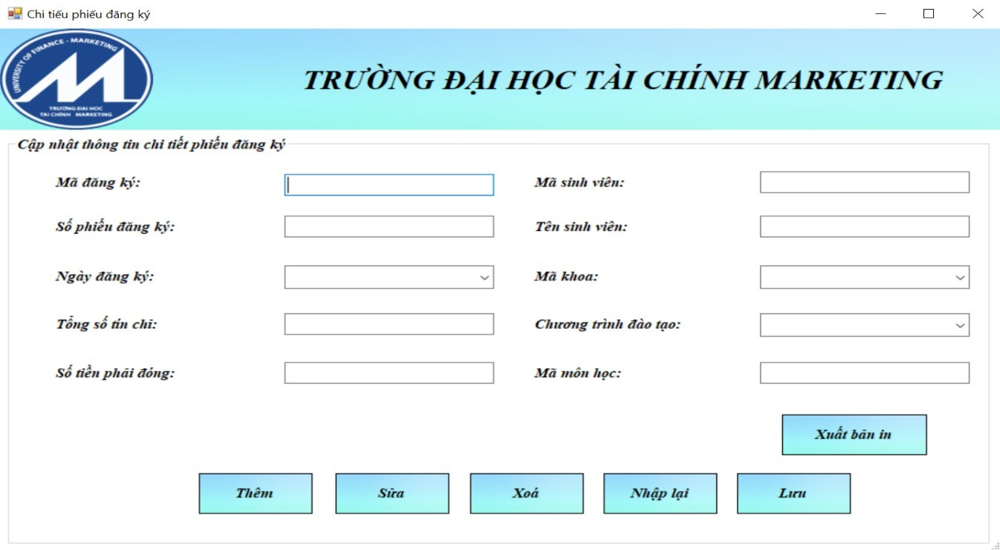 Chi tiếu phiếu đăng ký
UNIVERSITY OF FINANCE - MARKETING
TRƯỜNG ĐẠI HỌC
TÀI CHÍNH MARKETING
TRƯỜNG ĐẠI HỌC TÀI CHÍNH MARKETING
Cập nhật thông tin chi tiết phiếu đăng ký
Mã đăng ký:
Mã sinh viên:
Số phiếu đăng ký:
Tên sinh viên:
Ngày đăng ký:
Mã khoa:
Tổng số tín chỉ:
Chương trình đào tạo:
Số tiền phải đóng:
Mã môn học:
Xuất bản in
Thêm
Sửa
Xoá
Nhập lại
Lưu